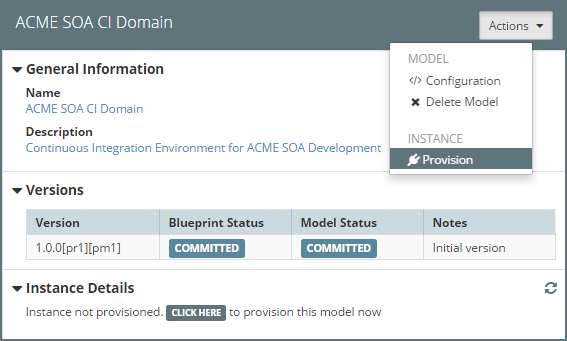 ACME SOA CI Domain
Actions
MODEL
</> Configuration
Delete Model
INSTANCE
Provision
General Information
Name
ACME SOA CI Domain
Description
Continuous Integration Environment for ACME SOA Development
Versions
Version Blueprint Status Model Status Notes
1.0.0[pr1][pm1] COMMITTED COMMITTED Initial version
Instance Details
Instance not provisioned. CLICK HERE to provision this model now